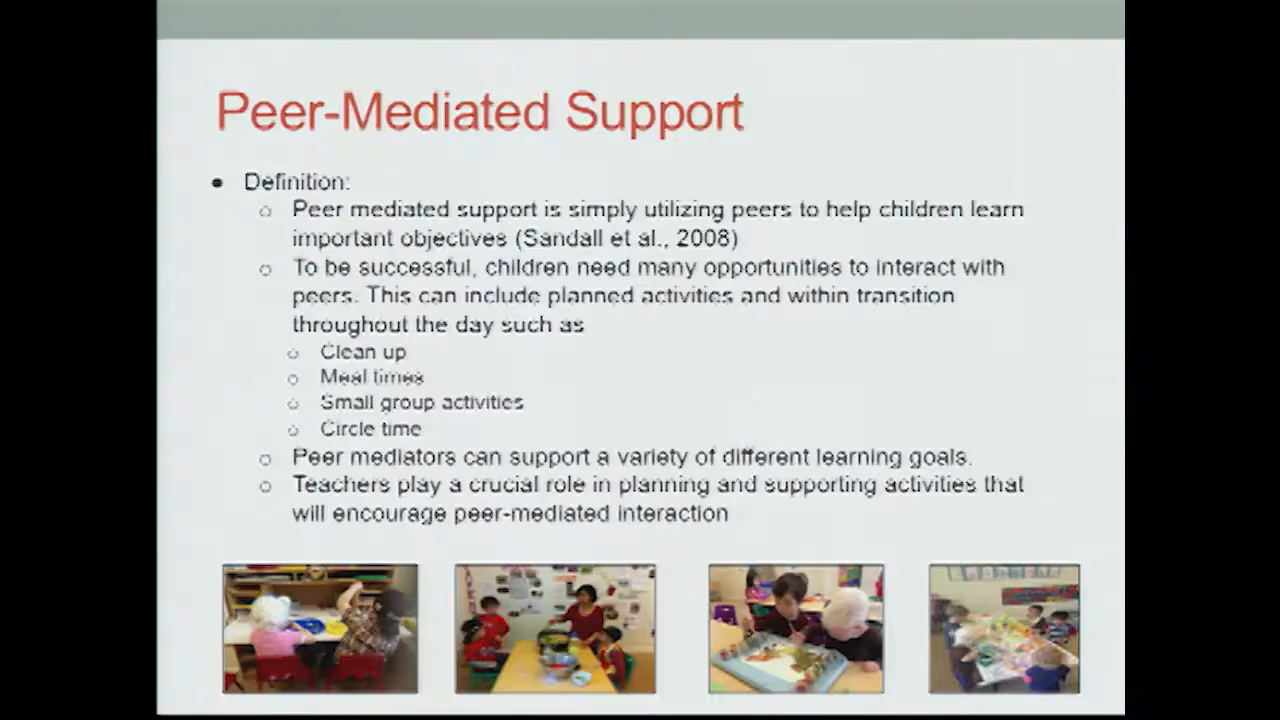 Peer-Mediated Support
● Definition:
○ Peer mediated support is simply utilizing peers to help children learn
important objectives (Sandall et al., 2008)
○ To be successful, children need many opportunities to interact with
peers. This can include planned activities and within transition
throughout the day such as
○ Clean up
○ Meal times
○ Small group activities
○ Circle time
○ Peer mediators can support a variety of different learning goals.
○ Teachers play a crucial role in planning and supporting activities that
will encourage peer-mediated interaction